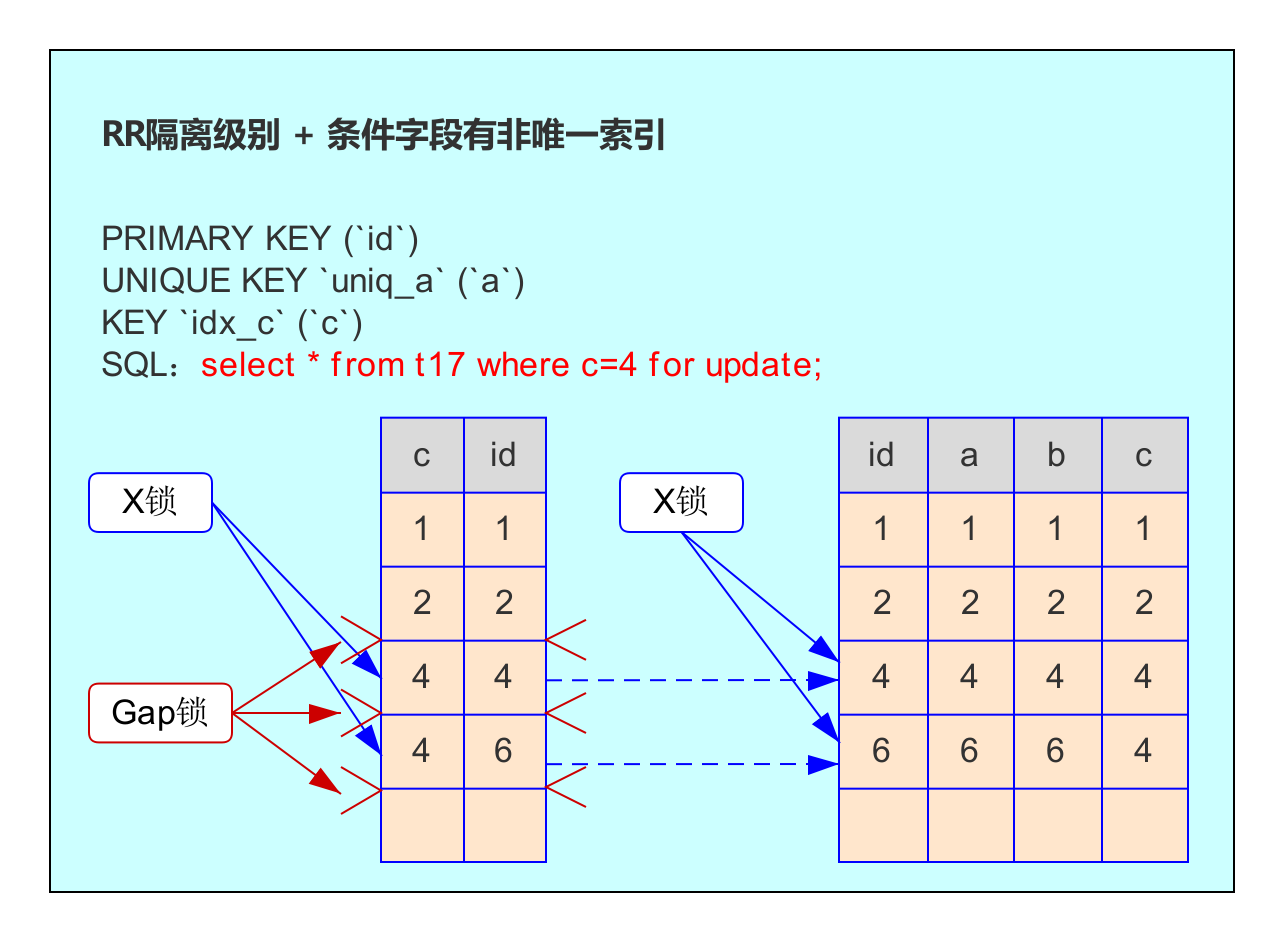 RR隔离级别 + 条件字段有非唯一索引
PRIMARY KEY (`id`)
UNIQUE KEY `uniq_a` (`a`)
KEY `idx_c` (`c`)
SQL：select * from t17 where c=4 for update;
X锁
Gap锁
c id
1 1
2 2
4 4
4 6
X锁
id a b c
1 1 1 1
2 2 2 2
4 4 4 4
6 6 6 4